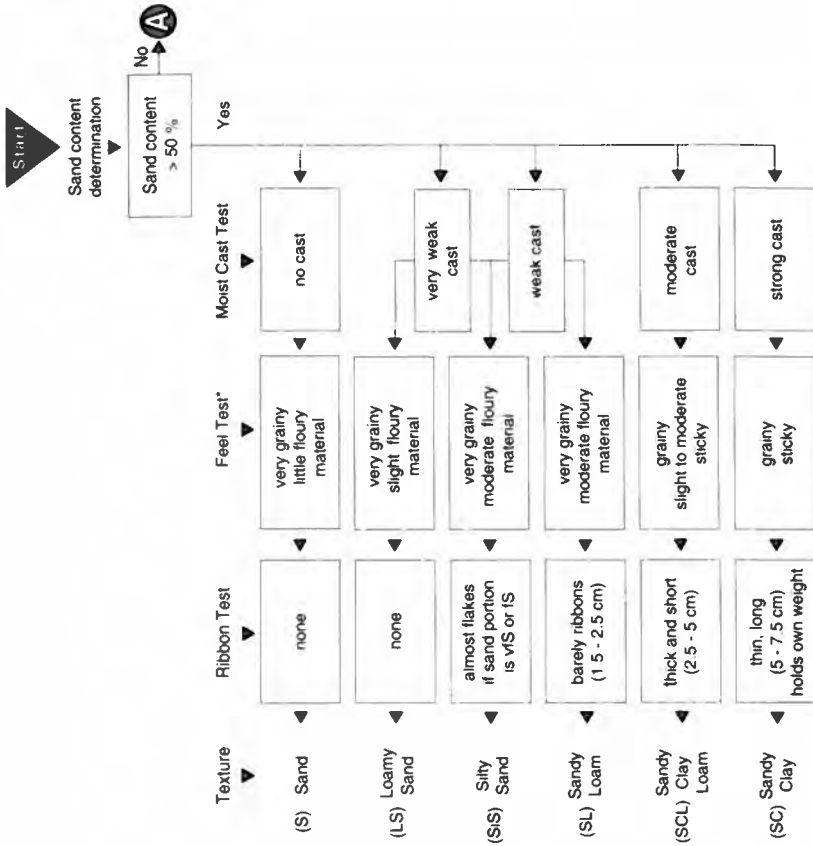 Start
Sand content
determination
Sand content
> 50 %
No
A
Yes
Moist Cast Test
no cast
very weak
cast
weak cast
moderate
cast
strong cast
Feel Test*
very grainy
little floury
material
very grainy
slight floury
material
very grainy
moderate floury
material
very grainy
moderate floury
material
grainy
slight to moderate
sticky
grainy
sticky
Ribbon Test
none
none
almost flakes
if sand portion
is vfS or fS
barely ribbons
(1.5 - 2.5 cm)
thick and short
(2.5 - 5 cm)
thin, long
(5 - 7.5 cm)
holds own weight
Texture
(S) Sand
(LS) Loamy
Sand
(SiS) Silty
Sand
(SL) Sandy
Loam
(SCL) Sandy
Clay
Loam
(SC) Sandy
Clay